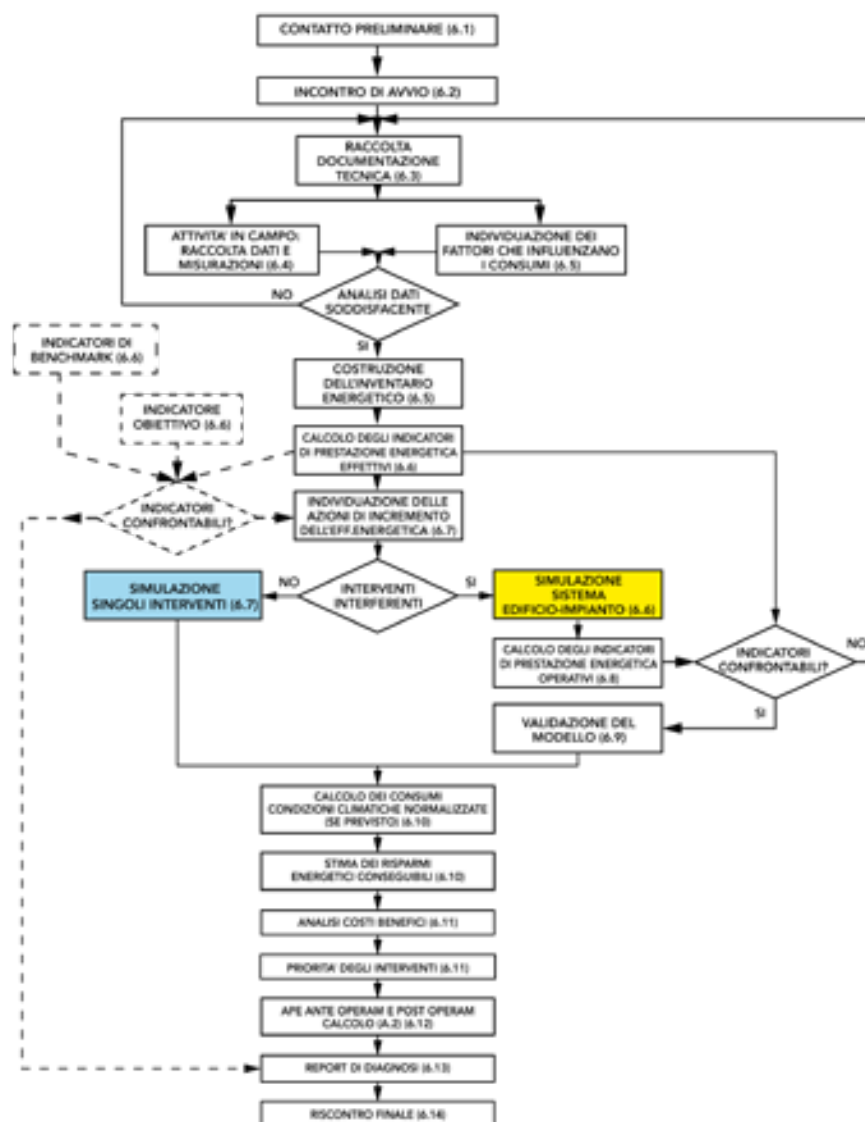 CONTATTO PRELIMINARE (6.1)
INCONTRO DI AVVIO (6.2)
RACCOLTA
DOCUMENTAZIONE
TECNICA (6.3)
ATTIVITA' IN CAMPO:
RACCOLTA DATI E
MISURAZIONI (6.4)
INDIVIDUAZIONE DEI
FATTORI CHE INFLUENZANO
I CONSUMI (6.5)
NO
ANALISI DATI
SODDISFACENTE
SI
INDICATORI DI
BENCHMARK (6.6)
COSTRUZIONE
DELL'INVENTARIO
ENERGETICO (6.5)
INDICATORE
OBIETTIVO (6.6)
CALCOLO DEGLI INDICATORI
DI PRESTAZIONE ENERGETICA
EFFETTIVI (6.6)
INDICATORI
CONFRONTABILI?
INDIVIDUAZIONE DELLE
AZIONI DI INCREMENTO
DELL'EFF.ENERGETICA (6.7)
SIMULAZIONE
SINGOLI INTERVENTI (6.7)
NO
INTERVENTI
INTERFERENTI
SI
SIMULAZIONE
SISTEMA
EDIFICIO-IMPIANTO (6.6)
CALCOLO DEGLI INDICATORI
DI PRESTAZIONE ENERGETICA
OPERATIVI (6.8)
INDICATORI
CONFRONTABILI?
NO
SI
VALIDAZIONE DEL
MODELLO (6.9)
CALCOLO DEI CONSUMI
CONDIZIONI CLIMATICHE NORMALIZZATE
(SE PREVISTO) (6.10)
STIMA DEI RISPARMI
ENERGETICI CONSEGUIBILI (6.10)
ANALISI COSTI BENEFICI (6.11)
PRIORITA' DEGLI INTERVENTI (6.11)
APE ANTE OPERAM E POST OPERAM
CALCOLO (A.2) (6.12)
REPORT DI DIAGNOSI (6.13)
RISCONTRO FINALE (6.14)